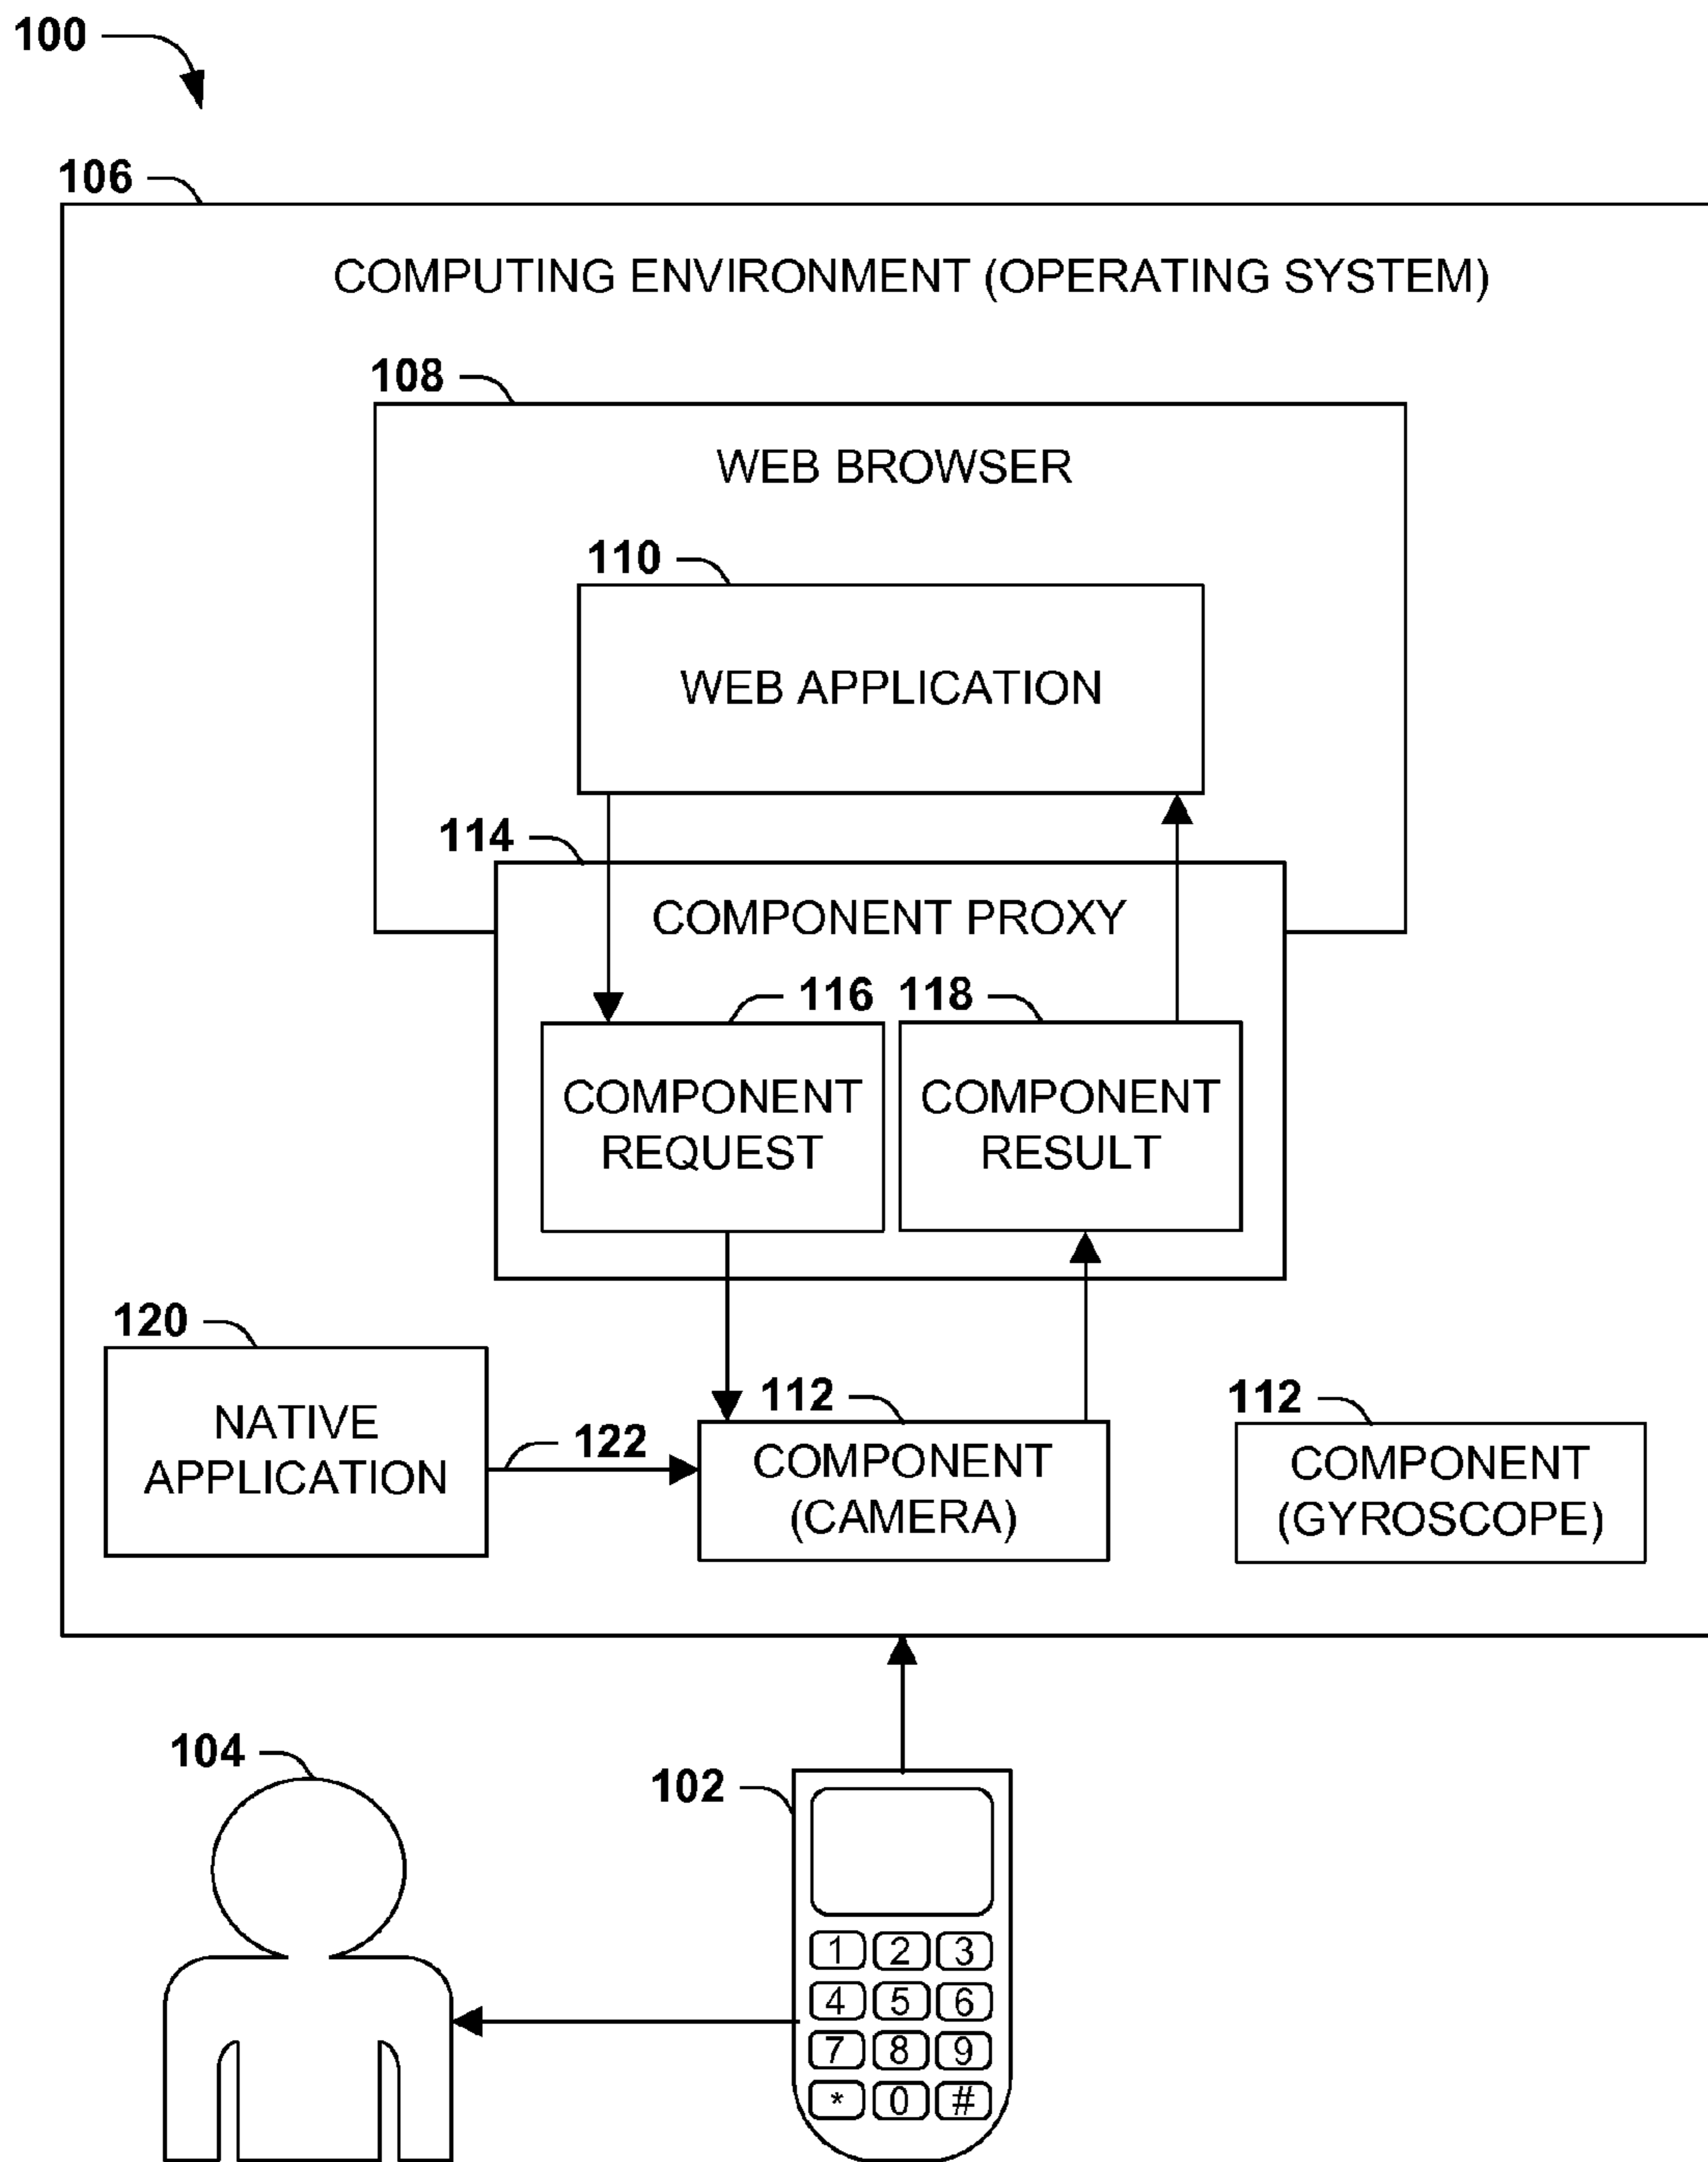 100
106
COMPUTING ENVIRONMENT (OPERATING SYSTEM)
108
WEB BROWSER
110
WEB APPLICATION
114
COMPONENT PROXY
116
118
COMPONENT
REQUEST
COMPONENT
RESULT
120
NATIVE
APPLICATION
122
112
COMPONENT
(CAMERA)
112
COMPONENT
(GYROSCOPE)
104
102
1 2 3
4 5 6
7 8 9
* 0 #